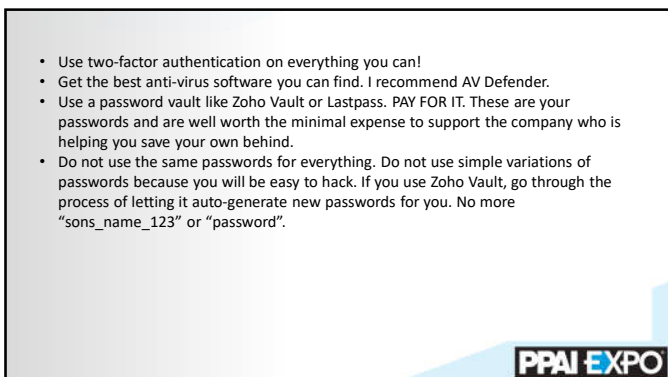 • Use two-factor authentication on everything you can!
• Get the best anti-virus software you can find. I recommend AV Defender.
• Use a password vault like Zoho Vault or Lastpass. PAY FOR IT. These are your
passwords and are well worth the minimal expense to support the company who is
helping you save your own behind.
• Do not use the same passwords for everything. Do not use simple variations of
passwords because you will be easy to hack. If you use Zoho Vault, go through the
process of letting it auto-generate new passwords for you. No more
“sons_name_123” or “password”.
PPAI EXPO